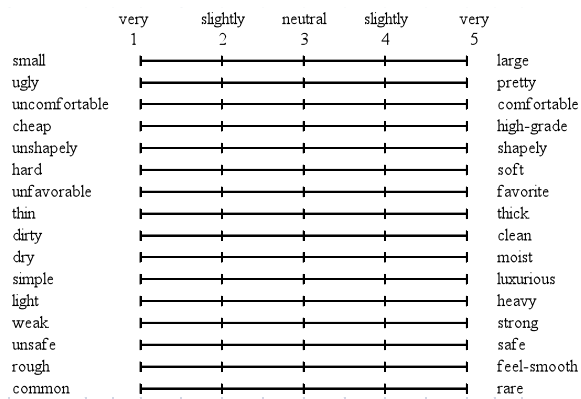 very slightly neutral slightly very
1 2 3 4 5
small large
ugly pretty
uncomfortable comfortable
cheap high-grade
unshapely shapely
hard soft
unfavorable favorite
thin thick
dirty clean
dry moist
simple luxurious
light heavy
weak strong
unsafe safe
rough feel-smooth
common rare